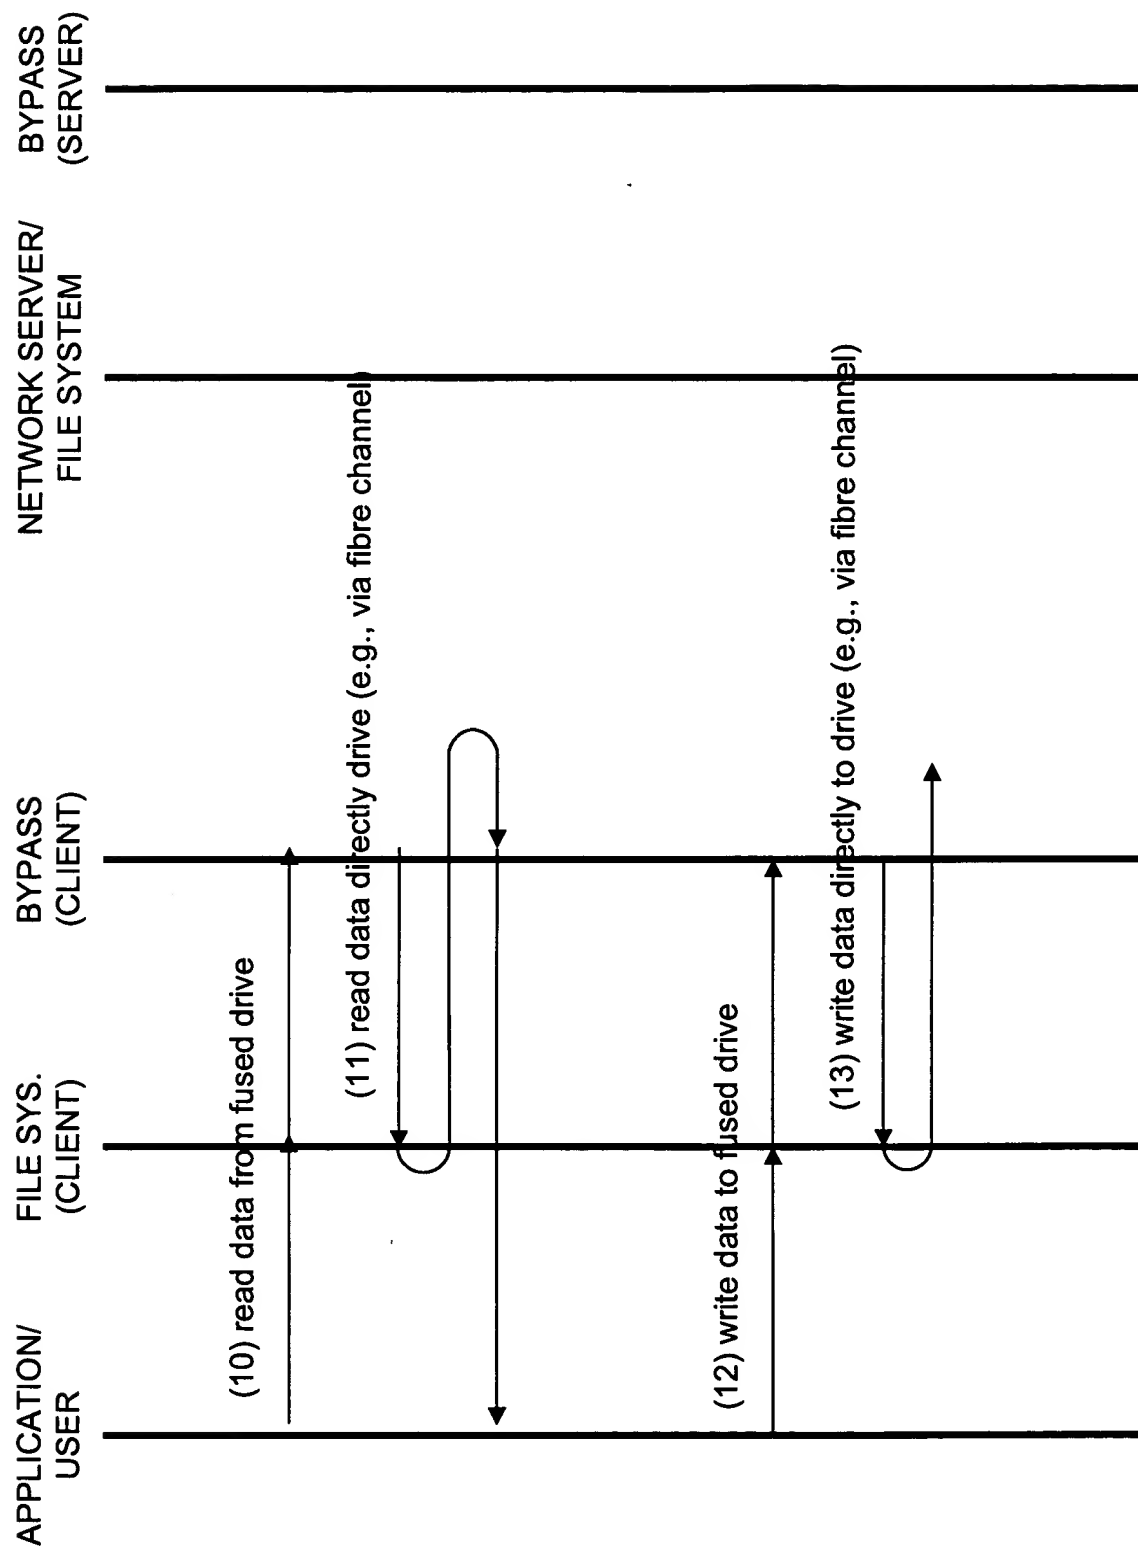 APPLICATION/
USER
FILE SYS.
(CLIENT)
BYPASS
(CLIENT)
NETWORK SERVER/
FILE SYSTEM
BYPASS
(SERVER)
(10) read data from fused drive
(11) read data directly drive (e.g., via fibre channel)
(12) write data to fused drive
(13) write data directly to drive (e.g., via fibre channel)